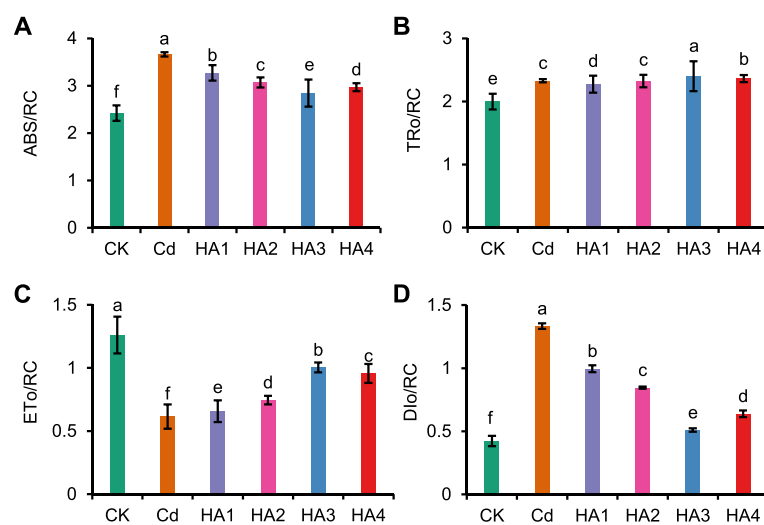 A
ABS/RC
4
3
2
1
0
f
a
b
c
e
d
CK Cd HA1 HA2 HA3 HA4
B
TRo/RC
3
2
1
0
e
c
d
c
a
b
CK Cd HA1 HA2 HA3 HA4
C
ETo/RC
1.5
1
0.5
0
a
f
e
d
b
c
CK Cd HA1 HA2 HA3 HA4
D
DIo/RC
1.5
1
0.5
0
f
a
b
c
e
d
CK Cd HA1 HA2 HA3 HA4